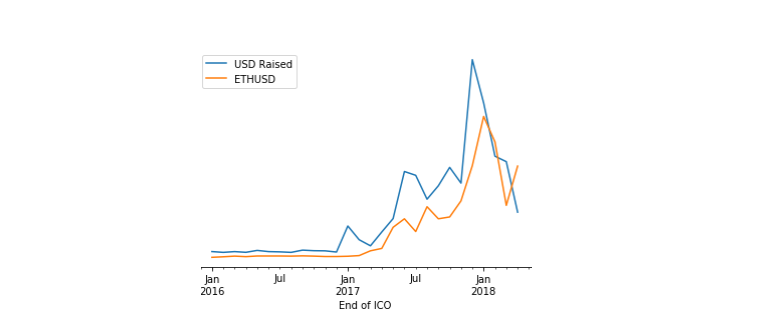 USD Raised
ETHUSD
Jan Jul Jan Jul Jan
2016 2017 2018
End of ICO